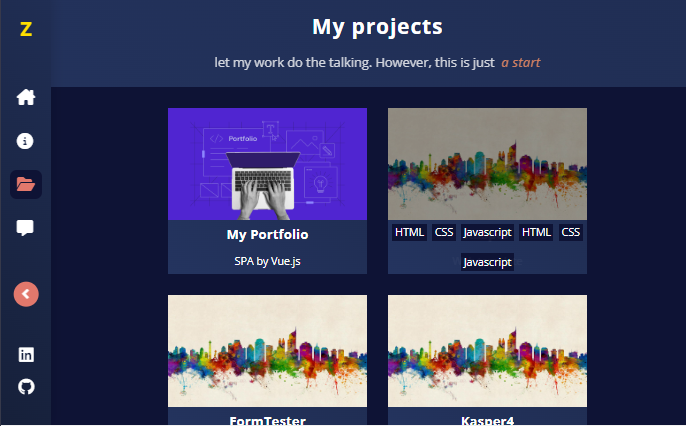 Z
My projects
let my work do the talking. However, this is just a start
Portfolio
T
My Portfolio
SPA by Vue.js
HTML CSS Javascript HTML CSS
Javascript
FormTester
Kasper4